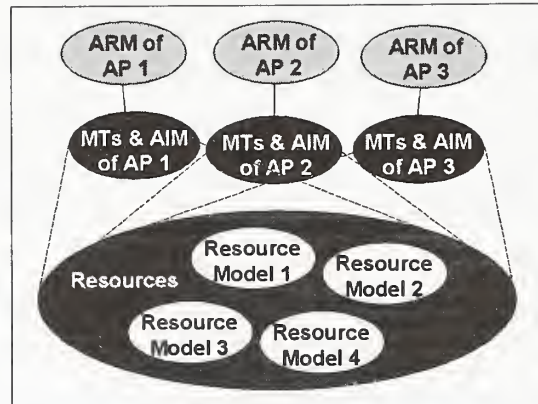 ARM of
AP 1
ARM of
AP 2
ARM of
AP 3
MTs & AIM
of AP 1
MTs & AIM
of AP 2
MTs & AIM
of AP 3
Resources
Resource
Model 1
Resource
Model 2
Resource
Model 3
Resource
Model 4